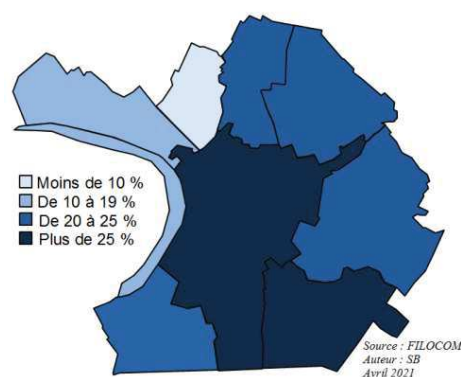 Moins de 10 %
De 10 à 19 %
De 20 à 25 %
Plus de 25 %
Source : FILOCOM
Auteur : SB
Avril 2021